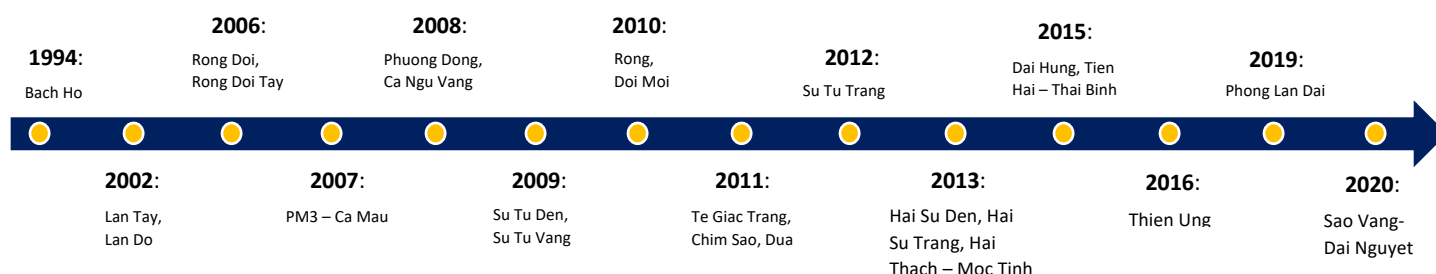 1994:
Bach Ho
2002:
Lan Tay,
Lan Do
2006:
Rong Doi,
Rong Doi Tay
2007:
PM3 – Ca Mau
2008:
Phuong Dong,
Ca Ngu Vang
2009:
Su Tu Den,
Su Tu Vang
2010:
Rong,
Doi Moi
2011:
Te Giac Trang,
Chim Sao, Dua
2012:
Su Tu Trang
2013:
Hai Su Den, Hai
Su Trang, Hai
Thach – Moc Tinh
2015:
Dai Hung, Tien
Hai – Thai Binh
2016:
Thien Ung
2019:
Phong Lan Dai
2020:
Sao Vang-
Dai Nguyet